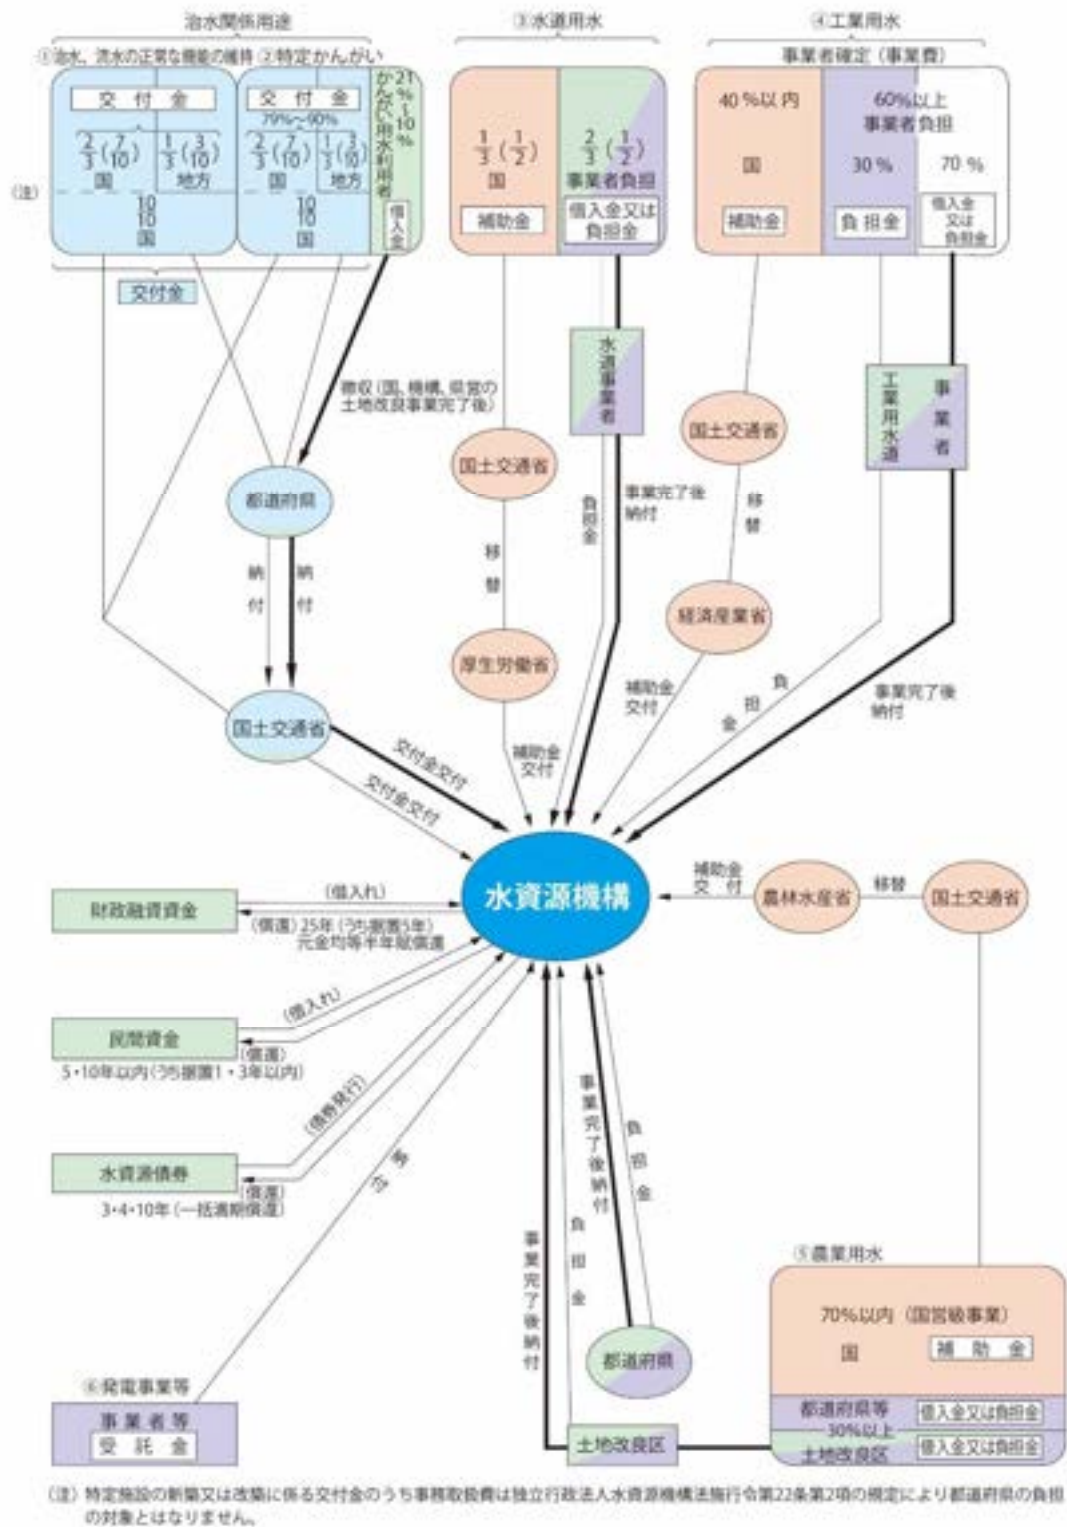 治水関係用途
①治水、流水の正常な機能の維持 ②特定かんがい
交付金
2/3(7/10) 1/3(3/10)
国 地方
10/10
国
交付金
79%~90%
2/3(7/10) 1/3(3/10)
国 地方
10/10
国
21%~10%
かんがい用水利用者
借入金
(注)
交付金
③水道用水
1/3(1/2)
国
補助金
2/3(1/2)
事業者負担
借入金又は
負担金
④工業用水
事業者確定(事業費)
40%以内
国
補助金
60%以上
事業者負担
30%
負担金
70%
借入金
又は
負担金
徴収(国、機構、県営の
土地改良事業完了後)
都道府県
納付
納付
国土交通省
交付金交付
交付金交付
国土交通省
移替
厚生労働省
補助金
交付
水道事業者
負担金
事業完了後
納付
国土交通省
移替
経済産業省
補助金
交付
工業用水道
事業者
負担金
事業完了後
納付
水資源機構
補助金
交付
農林水産省
移替
国土交通省
財政融資資金
(借入れ)
(償還) 25年(うち据置5年)
元金均等半年賦償還
民間資金
(借入れ)
(償還)
5・10年以内(うち据置1・3年以内)
水資源債券
(債券発行)
(償還)
3・4・10年(一括満期償還)
納付
⑥発電事業等
事業者等
受託金
事業完了後納付
負担金
事業完了後納付
負担金
都道府県
土地改良区
⑤農業用水
70%以内(国営級事業)
国
補助金
都道府県等
借入金又は負担金
30%以上
土地改良区
借入金又は負担金
(注) 特定施設の新築又は改築に係る交付金のうち事務取扱費は独立行政法人水資源機構法施行令第22条第2項の規定により都道府県の負担
の対象とはなりません。